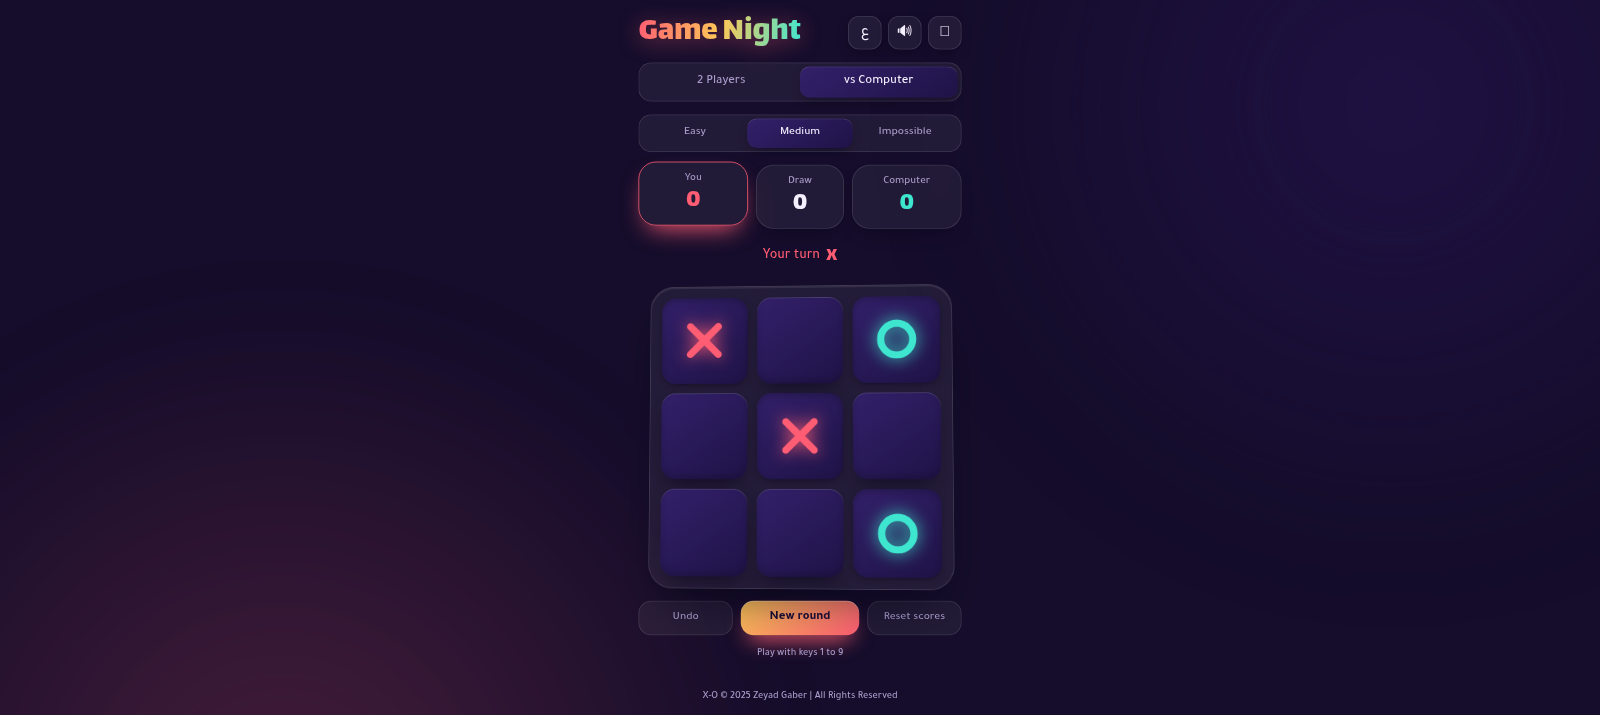 Game Night
ع
2 Players
vs Computer
Easy
Medium
Impossible
You
Draw
Computer
0
0
0
Your turn X
Undo
New round
Reset scores
Play with keys 1 to 9
X-O © 2025 Zeyad Gaber | All Rights Reserved